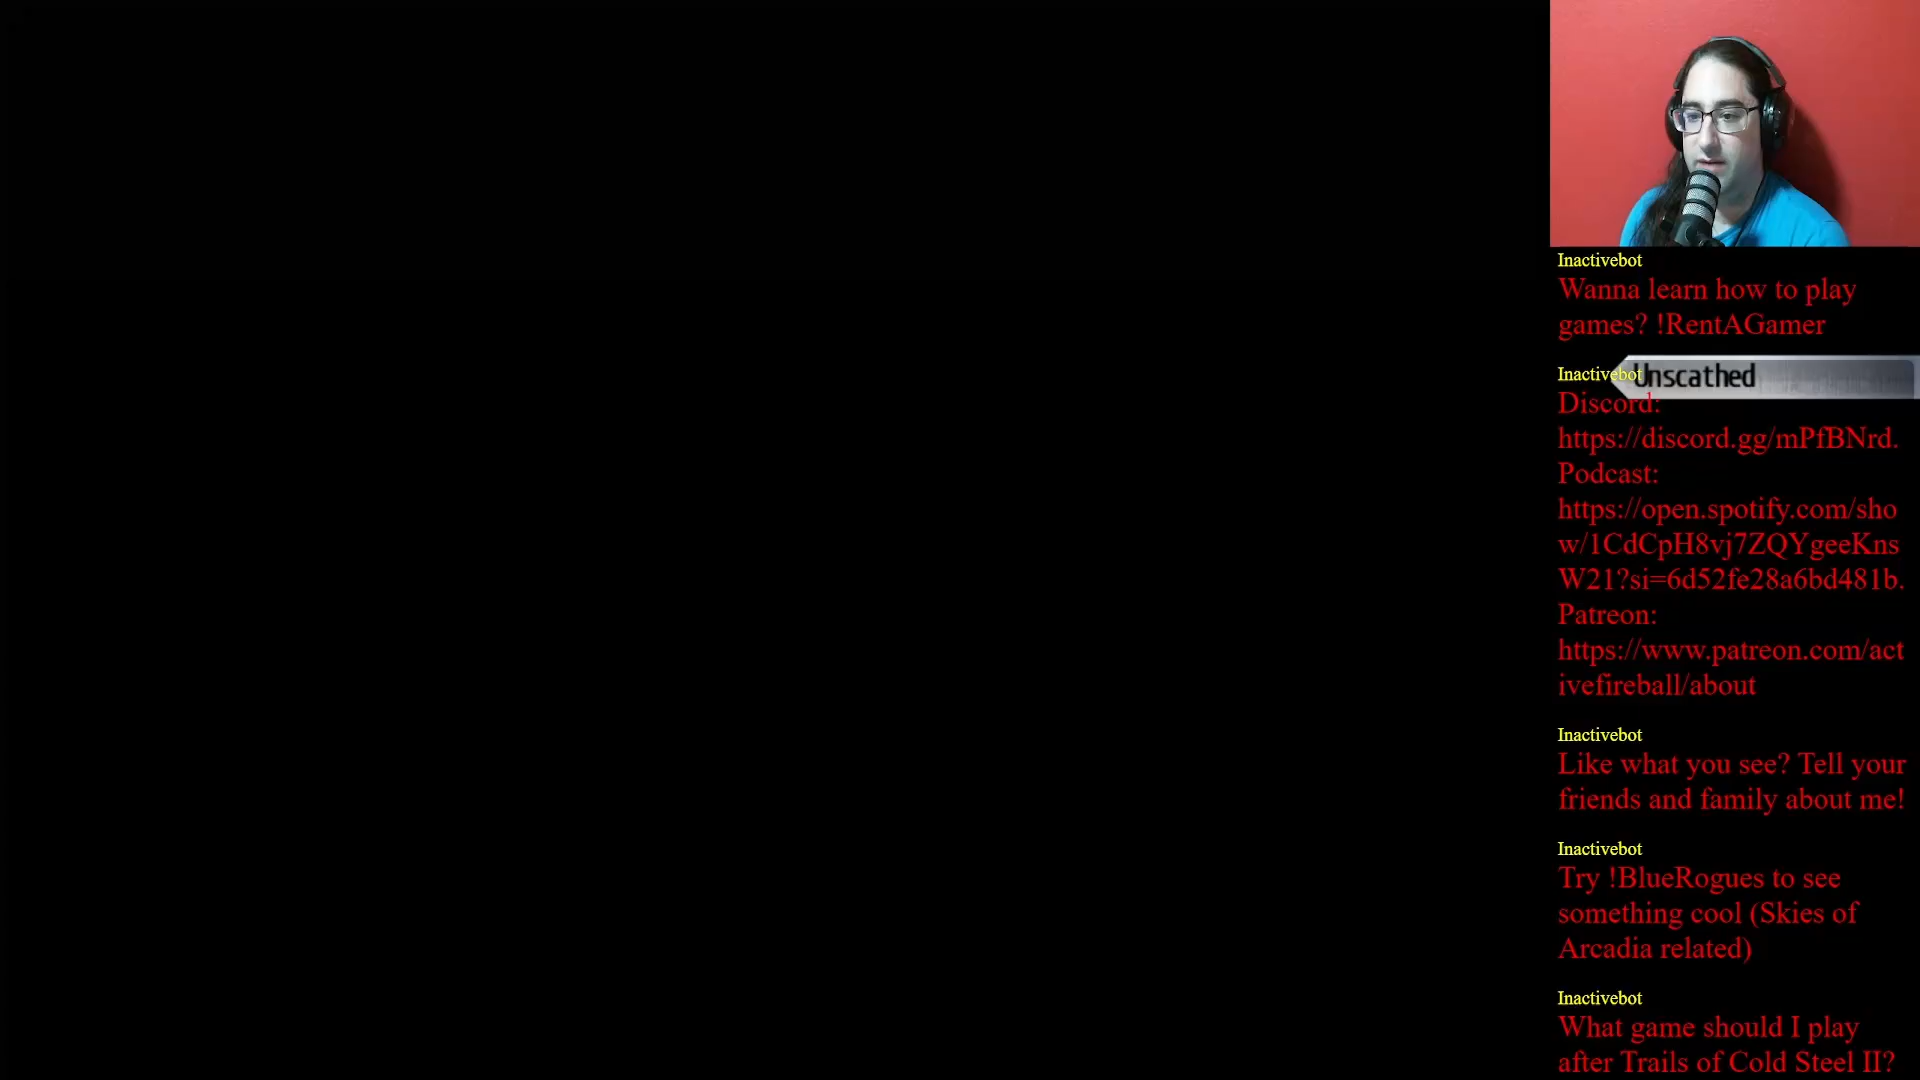 Inactivebot
Wanna learn how to play
games? !RentAGamer
Inactivebot
Unscathed
Discord:
https://discord.gg/mPfBNrd.
Podcast:
https://open.spotify.com/sho
w/1CdCpH8vj7ZQYgeeKns
W21?si=6d52fe28a6bd481b.
Patreon:
https://www.patreon.com/act
ivefireball/about
Inactivebot
Like what you see? Tell your
friends and family about me!
Inactivebot
Try !BlueRogues to see
something cool (Skies of
Arcadia related)
Inactivebot
What game should I play
after Trails of Cold Steel II?